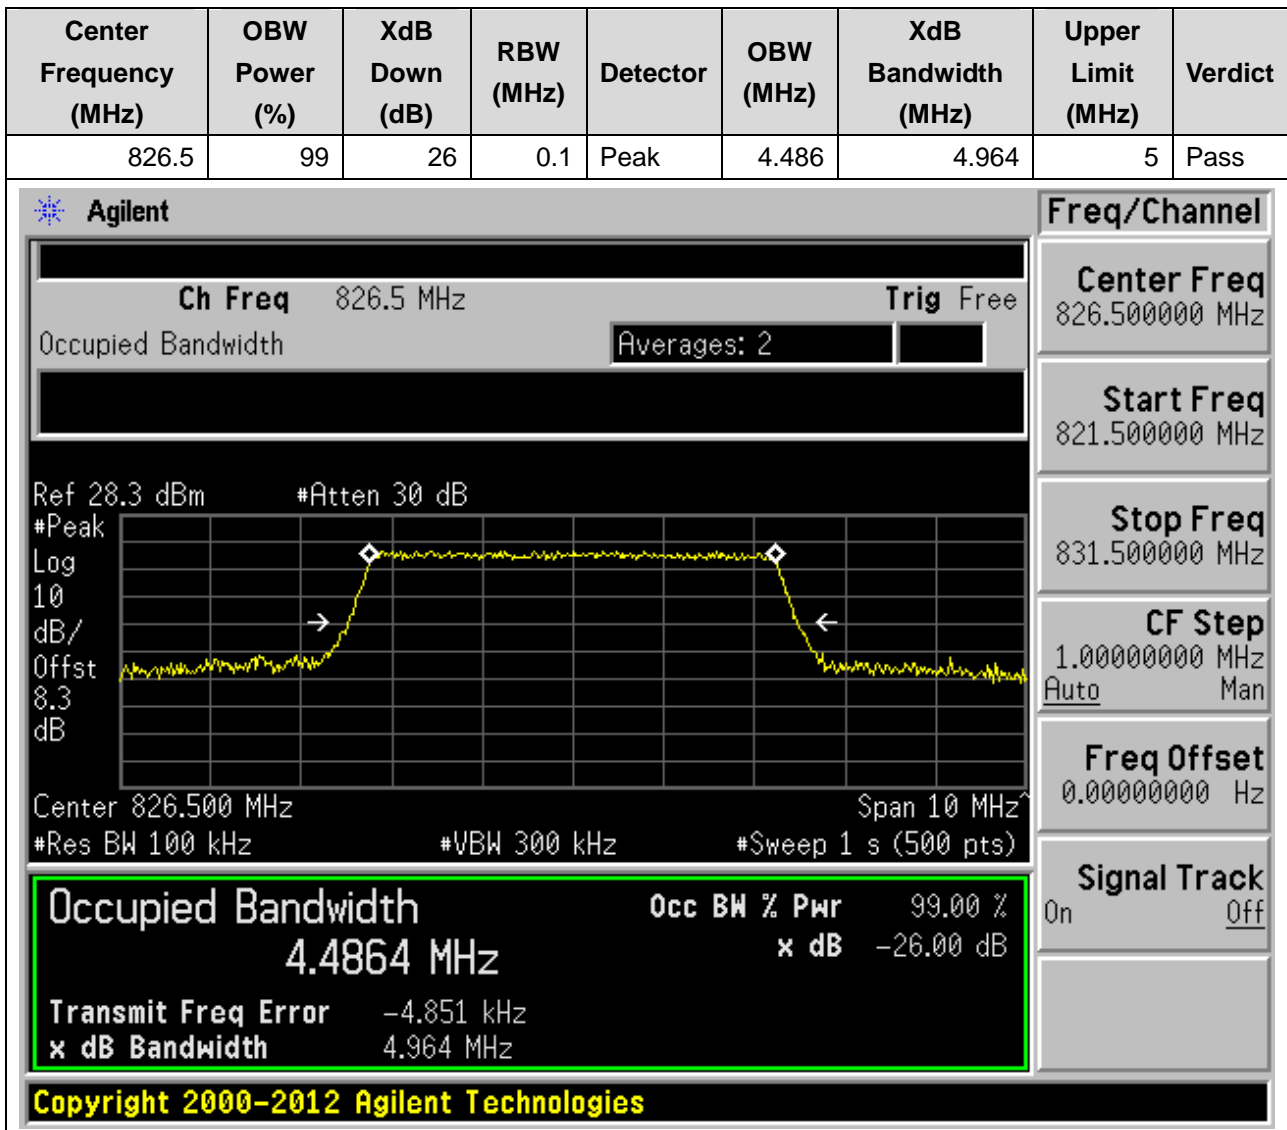 Center Frequency (MHz) OBW Power (%) XdB Down (dB) RBW (MHz) Detector OBW (MHz) XdB Bandwidth (MHz) Upper Limit (MHz) Verdict
826.5 99 26 0.1 Peak 4.486 4.964 5 Pass
Agilent
Freq/Channel
Ch Freq 826.5 MHz Trig Free
Occupied Bandwidth Averages: 2
Center Freq
826.500000 MHz
Start Freq
821.500000 MHz
Stop Freq
831.500000 MHz
CF Step
1.00000000 MHz
Auto Man
Freq Offset
0.00000000 Hz
Signal Track
On Off
Ref 28.3 dBm #Atten 30 dB
#Peak
Log
10
dB/
Offst
8.3
dB
Center 826.500 MHz Span 10 MHz^
#Res BW 100 kHz #VBW 300 kHz #Sweep 1 s (500 pts)
Occupied Bandwidth Occ BW % Pwr 99.00 %
4.4864 MHz x dB -26.00 dB
Transmit Freq Error -4.851 kHz
x dB Bandwidth 4.964 MHz
Copyright 2000-2012 Agilent Technologies